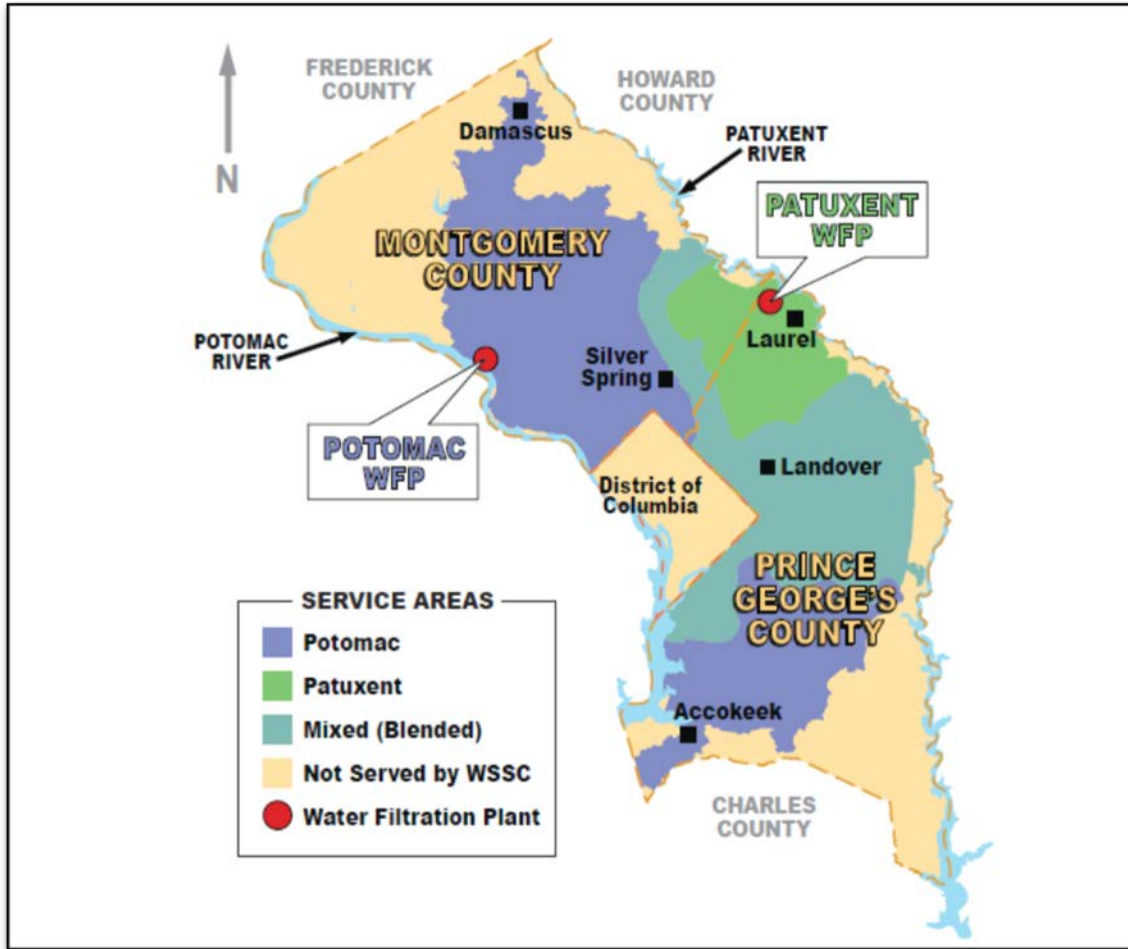 FREDERICK
COUNTY
HOWARD
COUNTY
N
Damascus
PATUXENT
RIVER
PATUXENT
WFP
MONTGOMERY
COUNTY
Laurel
POTOMAC
RIVER
Silver
Spring
POTOMAC
WFP
Landover
District of
Columbia
PRINCE
GEORGE'S
COUNTY
SERVICE AREAS
Potomac
Patuxent
Mixed (Blended)
Not Served by WSSC
Water Filtration Plant
Accokeek
CHARLES
COUNTY